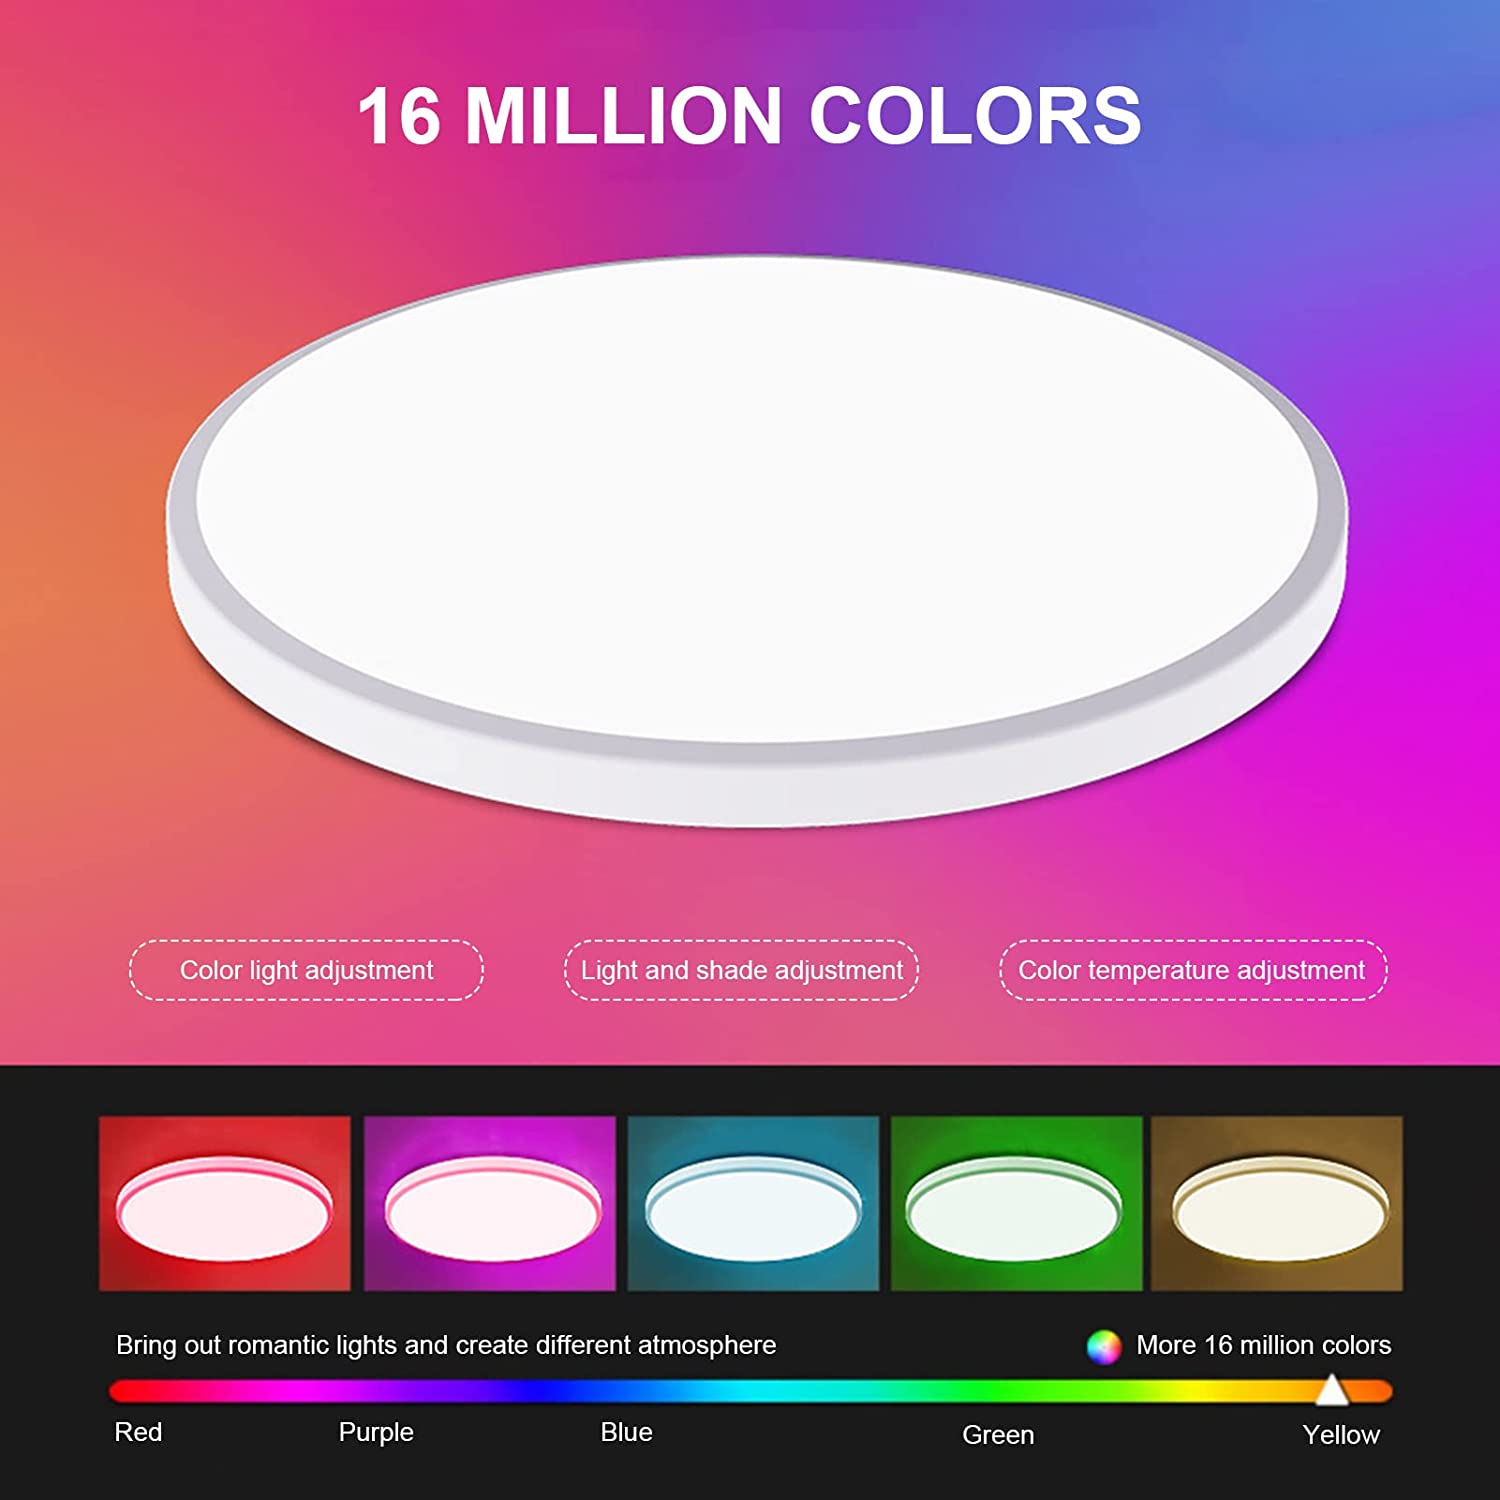 16 MILLION COLORS
Color light adjustment
Light and shade adjustment
Color temperature adjustment
Bring out romantic lights and create different atmosphere
More 16 million colors
Red
Purple
Blue
Green
Yellow